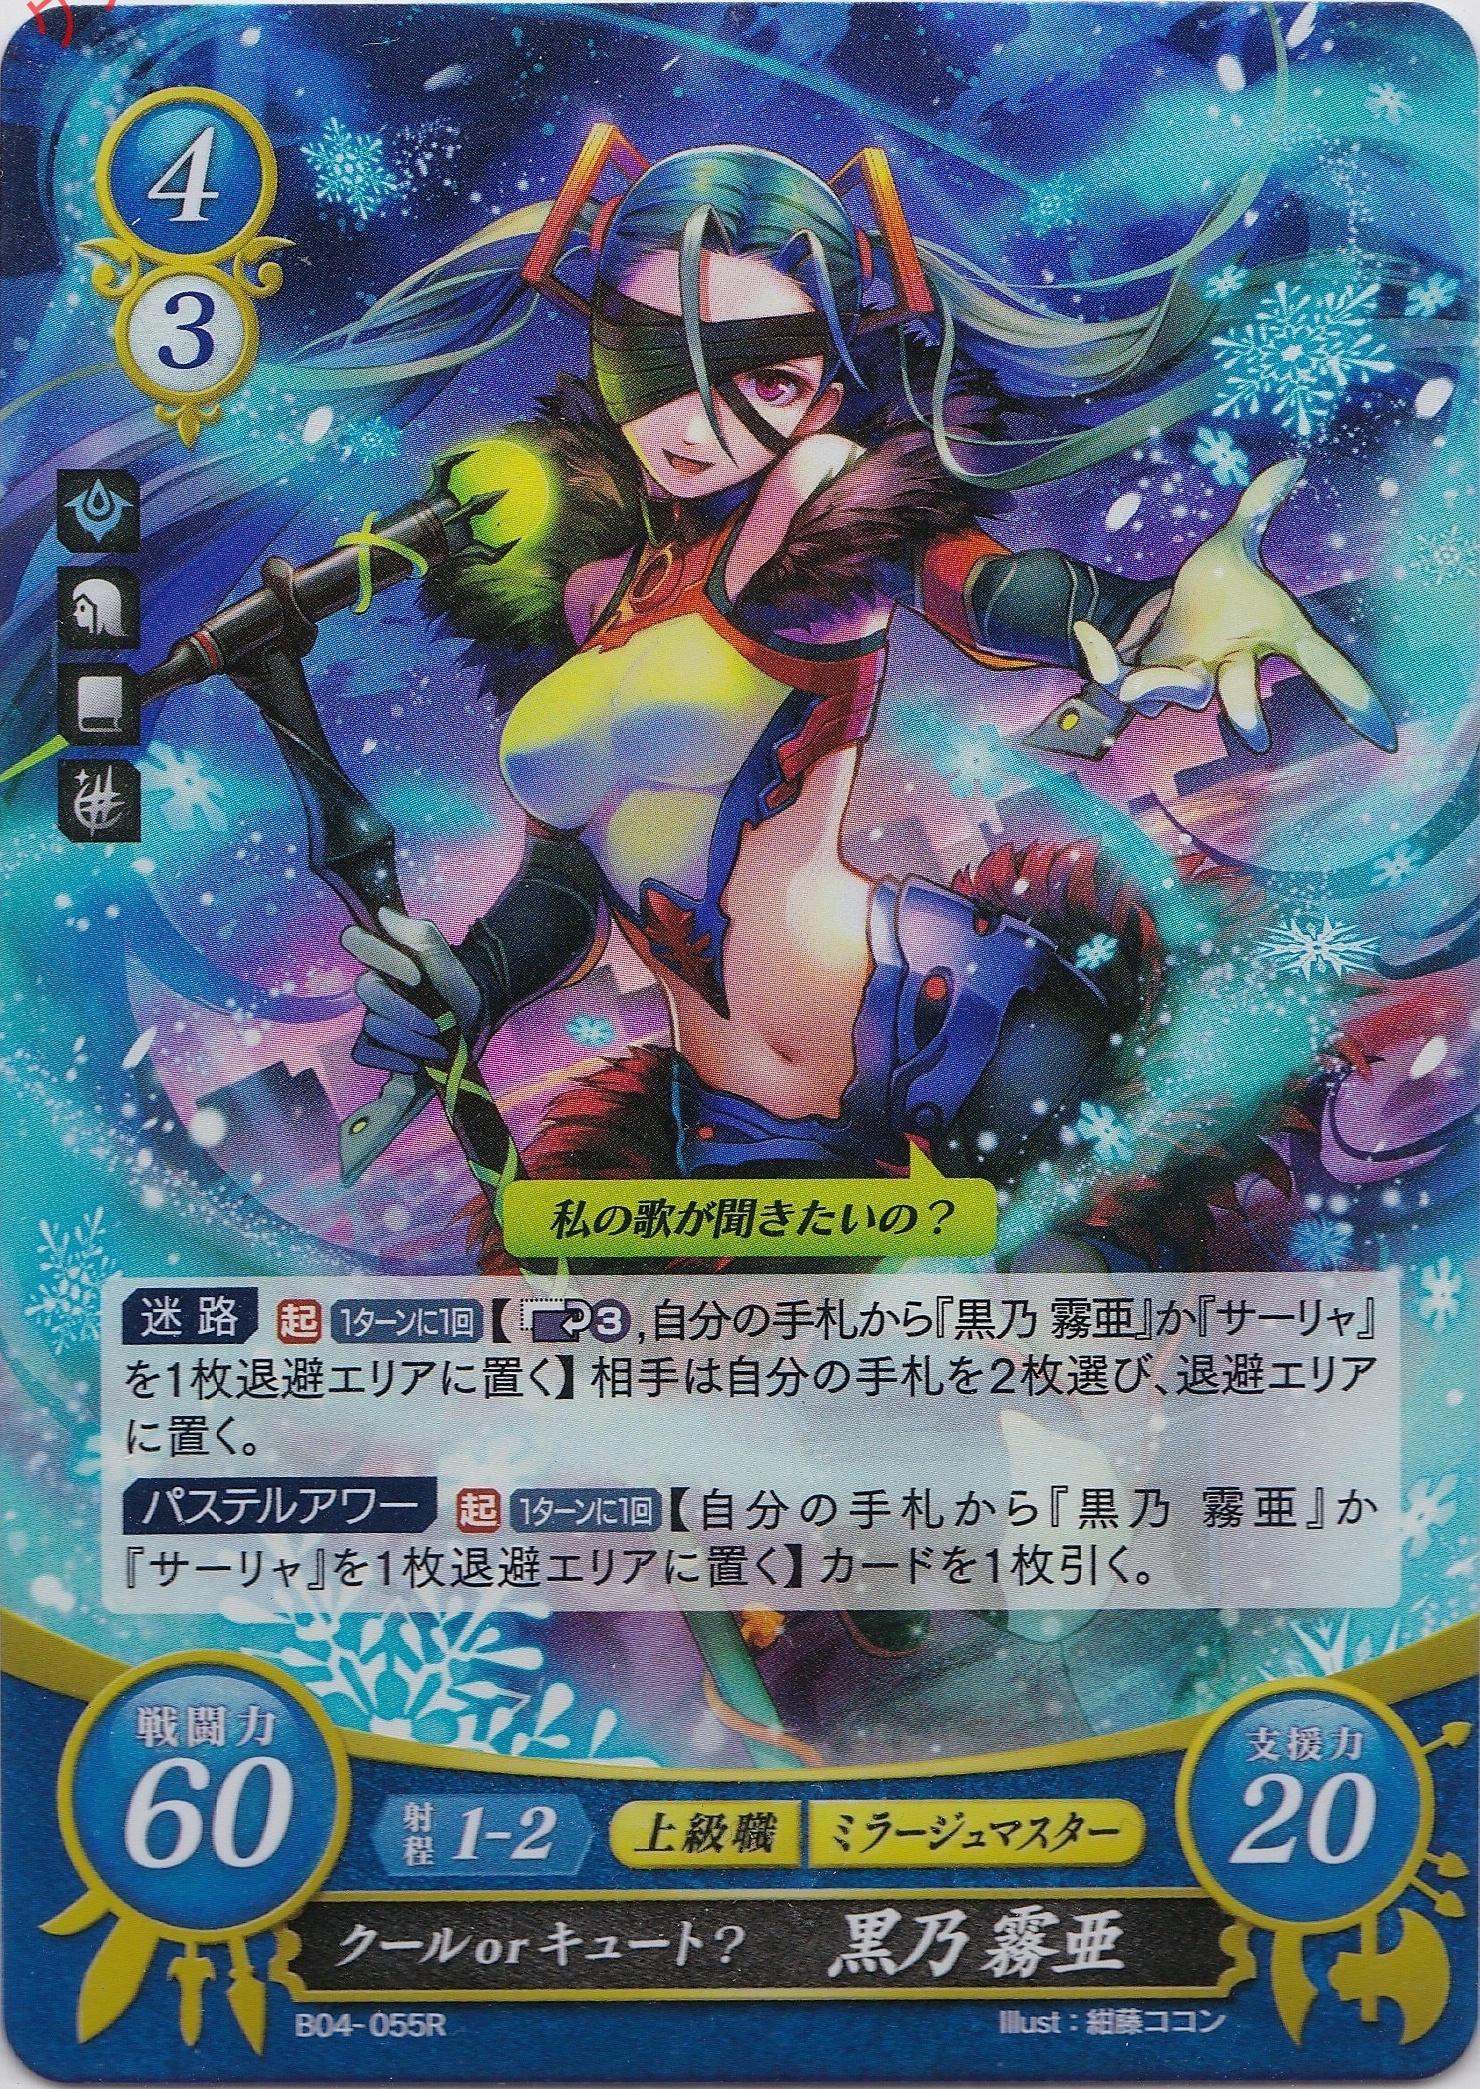 4
3
私の歌が聞きたいの？
迷路 起 1ターンに1回【3,自分の手札から『黒乃 霧亜』か『サーリャ』
を1枚退避エリアに置く】相手は自分の手札を2枚選び、退避エリア
に置く。
パステルアワー 起 1ターンに1回【自分の手札から『黒乃 霧亜』か
『サーリャ』を1枚退避エリアに置く】カードを1枚引く。
戦闘力
60
射程 1-2
上級職 ミラージュマスター
支援力
20
クールorキュート？ 黒乃 霧亜
B04-055R
Illust：紺藤ココン